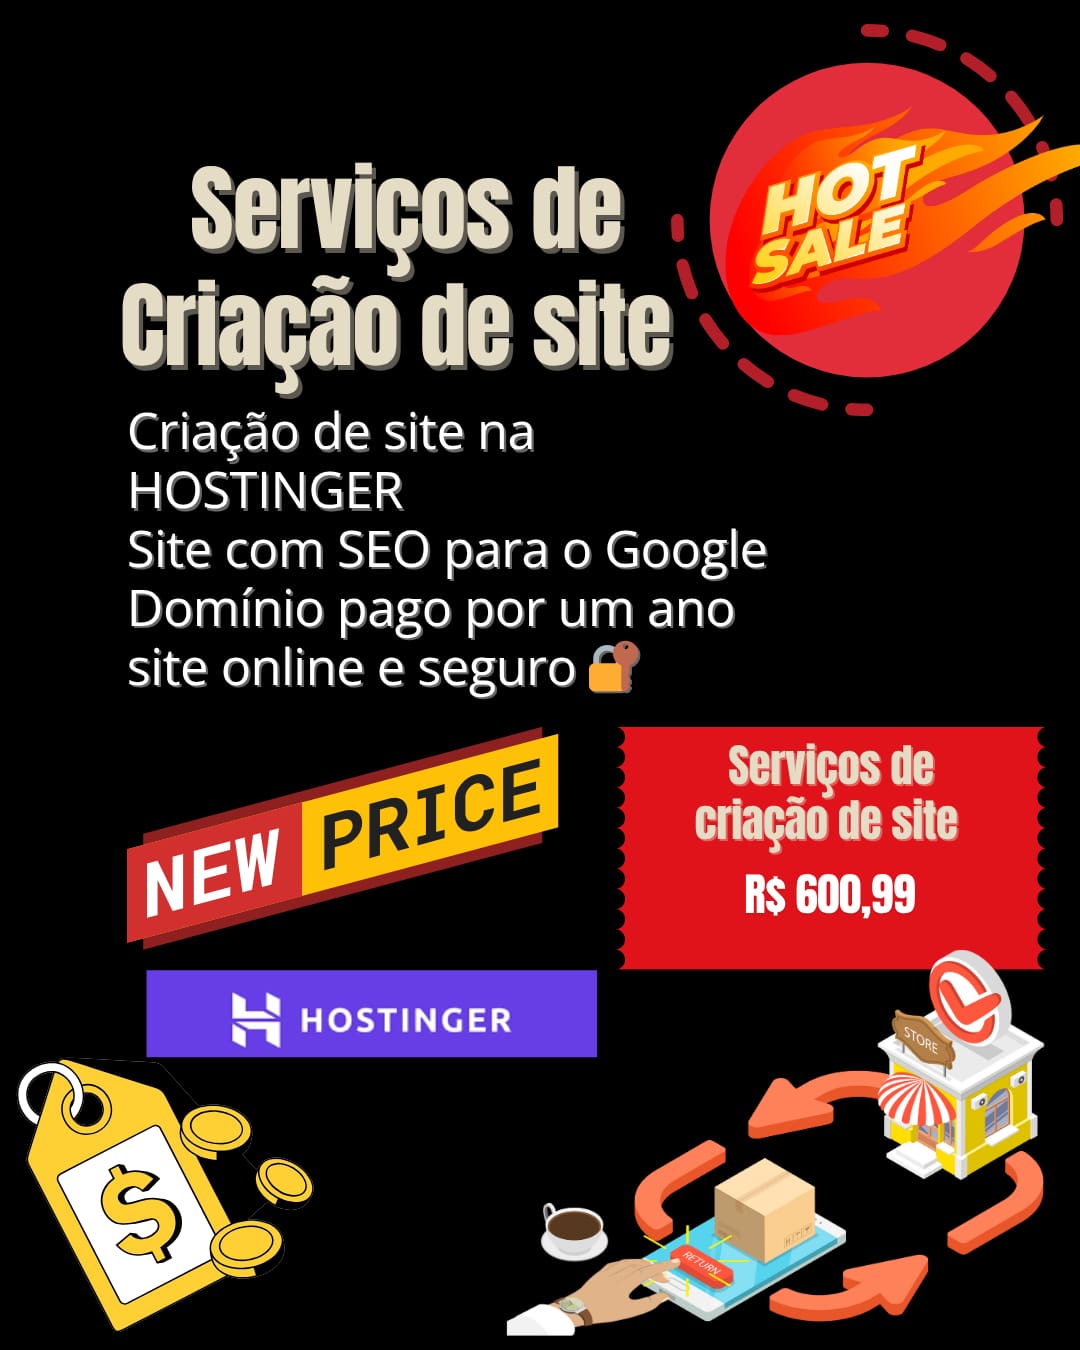 HOT
SALE
Serviços de
Criação de site
Criação de site na
HOSTINGER
Site com SEO para o Google
Domínio pago por um ano
site online e seguro 🔐
NEW PRICE
Serviços de
criação de site
R$ 600,99
HOSTINGER
STORE
$
RETURN